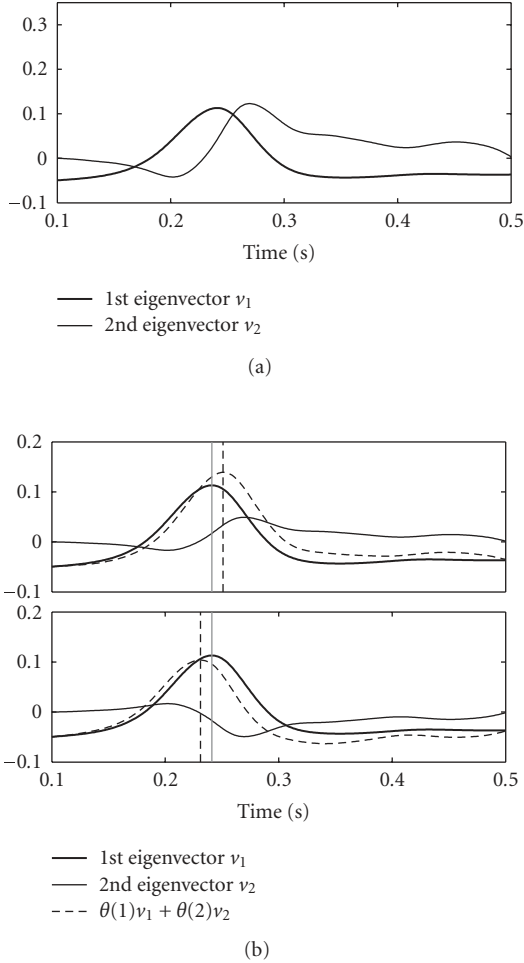 0.3
0.2
0.1
0
−0.1
0.1 0.2 0.3 0.4 0.5
Time (s)
1st eigenvector v1
2nd eigenvector v2
(a)
0.2
0.1
0
−0.1
0.2
0.1
0
−0.1
0.1 0.2 0.3 0.4 0.5
Time (s)
1st eigenvector v1
2nd eigenvector v2
θ(1)v1 + θ(2)v2
(b)